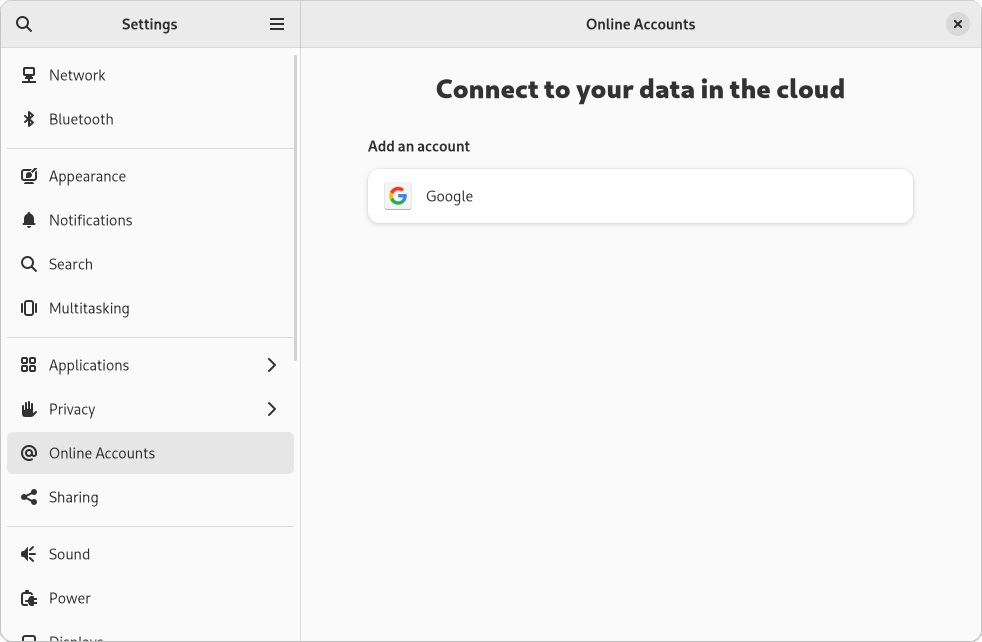 Settings
Online Accounts
Network
Bluetooth
Appearance
Notifications
Search
Multitasking
Applications
Privacy
Online Accounts
Sharing
Sound
Power
Displays
Connect to your data in the cloud
Add an account
Google